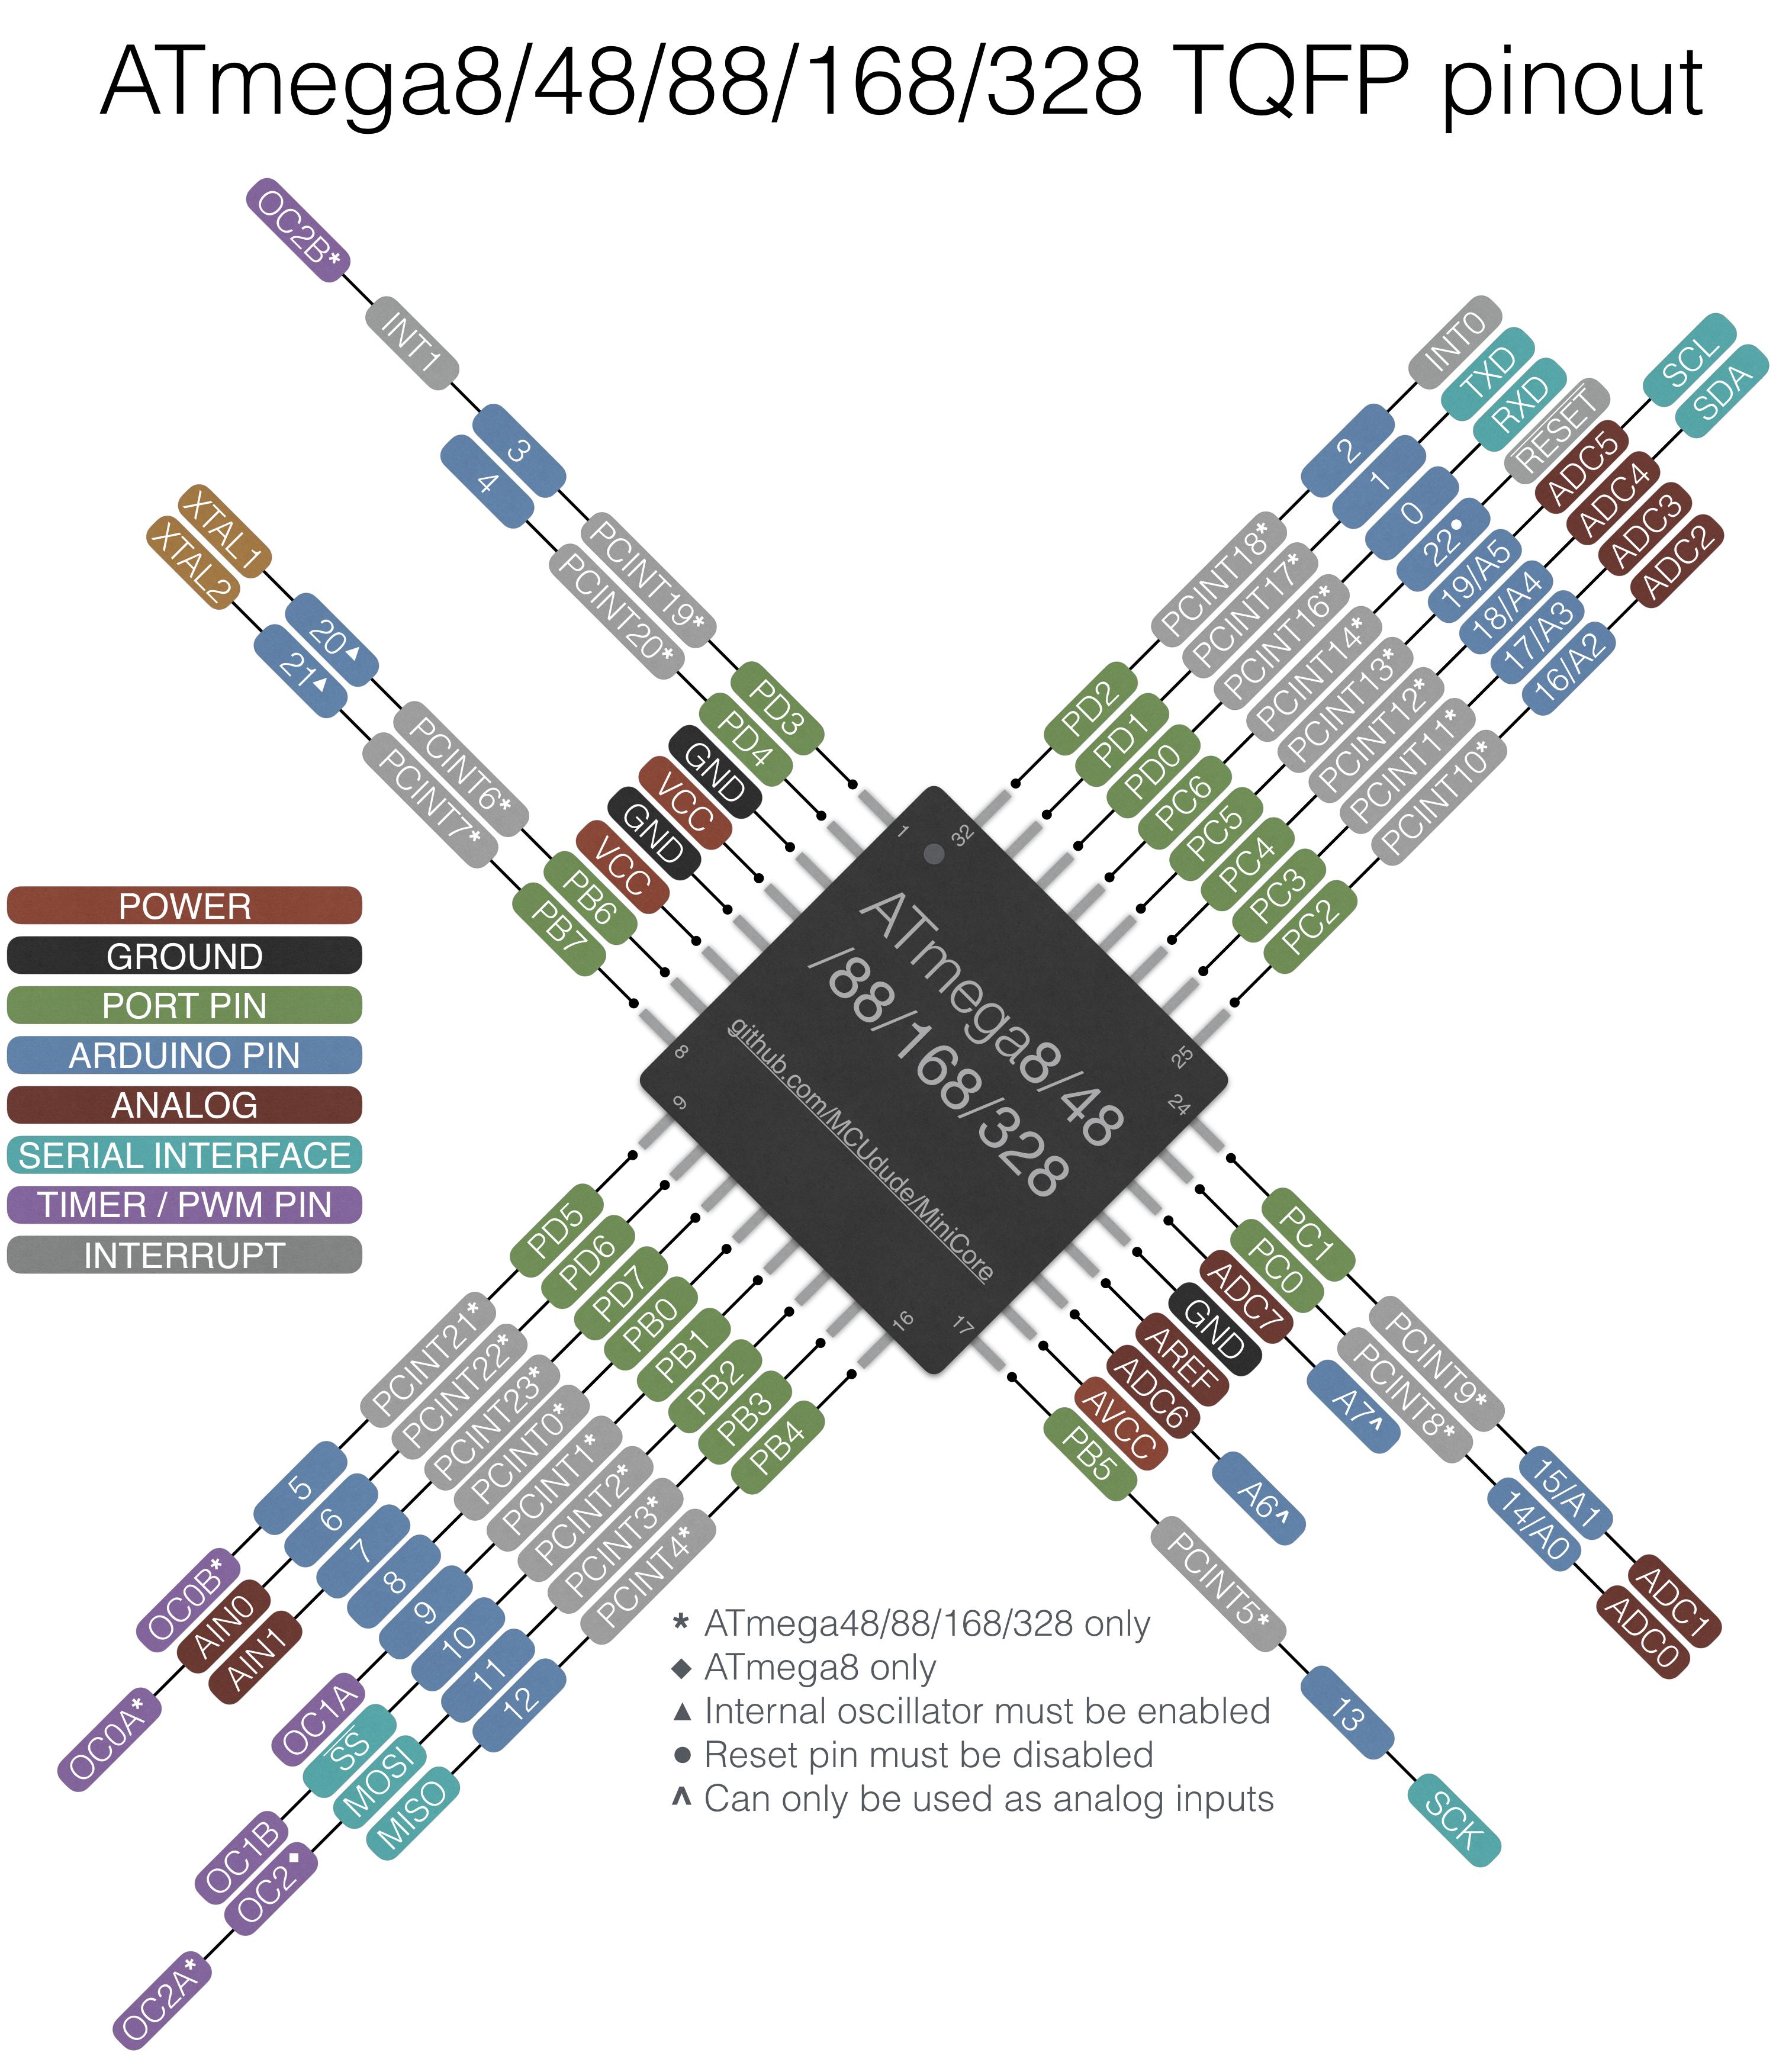 ATmega8/48/88/168/328 TQFP pinout
OC2B*
INT1
3
PCINT19*
PD3
4
PCINT20*
PD4
GND
VCC
GND
VCC
XTAL1
20▲
PCINT6*
PB6
XTAL2
21▲
PCINT7*
PB7
INT0
2
PCINT18*
PD2
TXD
1
PCINT17*
PD1
RXD
0
PCINT16*
PD0
RESET
22●
PCINT14*
PC6
SCL
ADC5
19/A5
PCINT13*
PC5
SDA
ADC4
18/A4
PCINT12*
PC4
ADC3
17/A3
PCINT11*
PC3
ADC2
16/A2
PCINT10*
PC2
1
32
8
9
25
24
16
17
ATmega8/48
/88/168/328
github.com/MCUdude/MiniCore
POWER
GROUND
PORT PIN
ARDUINO PIN
ANALOG
SERIAL INTERFACE
TIMER / PWM PIN
INTERRUPT
PD5
PCINT21*
5
OC0B*
PD6
PCINT22*
6
AIN0
OC0A*
PD7
PCINT23*
7
AIN1
PB0
PCINT0*
8
PB1
PCINT1*
9
OC1A
PB2
PCINT2*
10
SS
OC1B
PB3
PCINT3*
11
MOSI
OC2◆
OC2A*
PB4
PCINT4*
12
MISO
PC1
PCINT9*
15/A1
ADC1
PC0
PCINT8*
14/A0
ADC0
ADC7
A7^
GND
AREF
ADC6
A6^
AVCC
PB5
PCINT5*
13
SCK
* ATmega48/88/168/328 only
◆ ATmega8 only
▲ Internal oscillator must be enabled
● Reset pin must be disabled
^ Can only be used as analog inputs